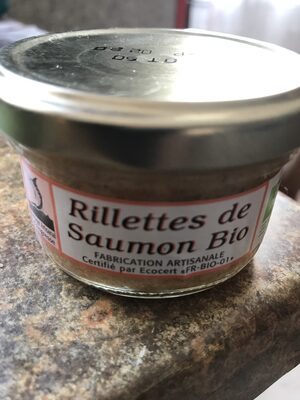 Rillettes de
Saumon Bio
FABRICATION ARTISANALE
Certifié par Ecocert «FR-BIO-01»